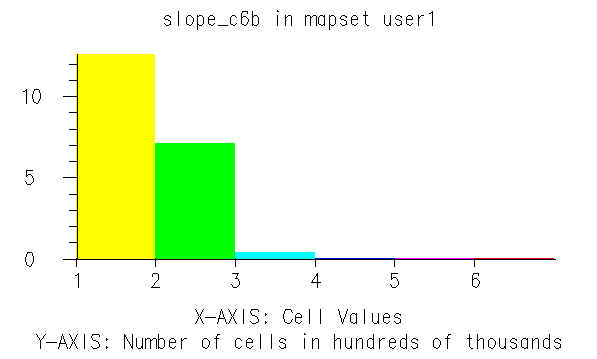 slope_c6b in mapset user1
10
5
0
1 2 3 4 5 6
X-AXIS: Cell Values
Y-AXIS: Number of cells in hundreds of thousands